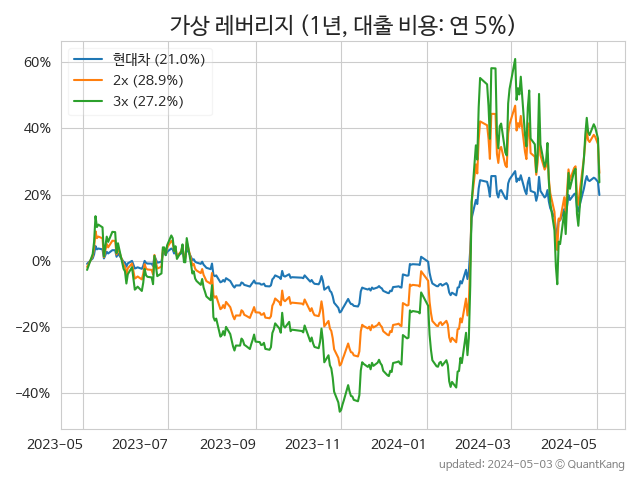 가상 레버리지 (1년, 대출 비용: 연 5%)
현대차 (21.0%)
2x (28.9%)
3x (27.2%)
60%
40%
20%
0%
−20%
−40%
2023-05 2023-07 2023-09 2023-11 2024-01 2024-03 2024-05
updated: 2024-05-03 © QuantKang